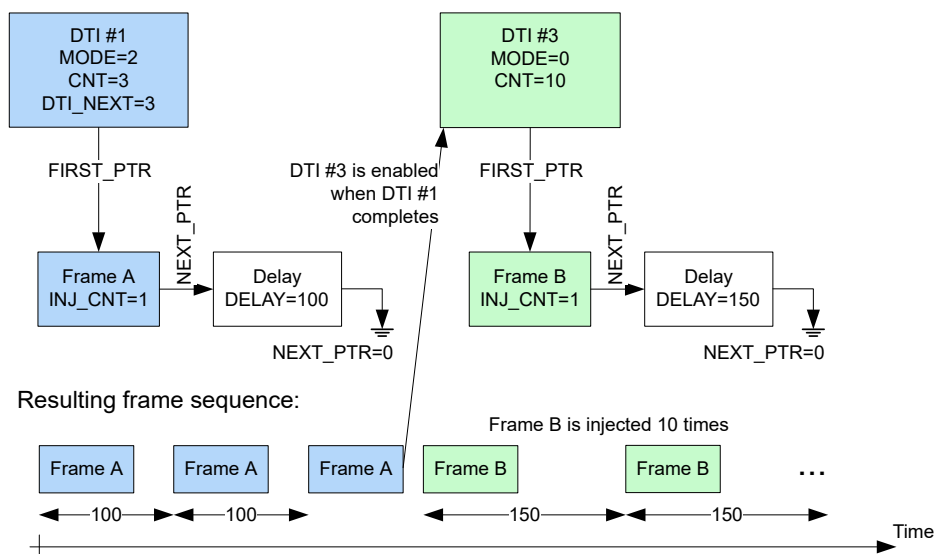 DTI #1
MODE=2
CNT=3
DTI_NEXT=3
DTI #3
MODE=0
CNT=10
FIRST_PTR
NEXT_PTR
DTI #3 is enabled
when DTI #1
completes
FIRST_PTR
NEXT_PTR
Frame A
INJ_CNT=1
Delay
DELAY=100
NEXT_PTR=0
Frame B
INJ_CNT=1
Delay
DELAY=150
NEXT_PTR=0
Resulting frame sequence:
Frame B is injected 10 times
Frame A
Frame A
Frame A
Frame B
Frame B
...
100
100
150
150
Time